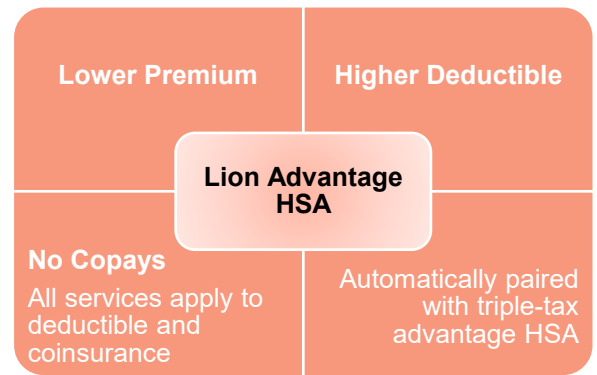 Lower Premium
Higher Deductible
Lion Advantage
HSA
No Copays
All services apply to
deductible and
coinsurance
Automatically paired
with triple-tax
advantage HSA